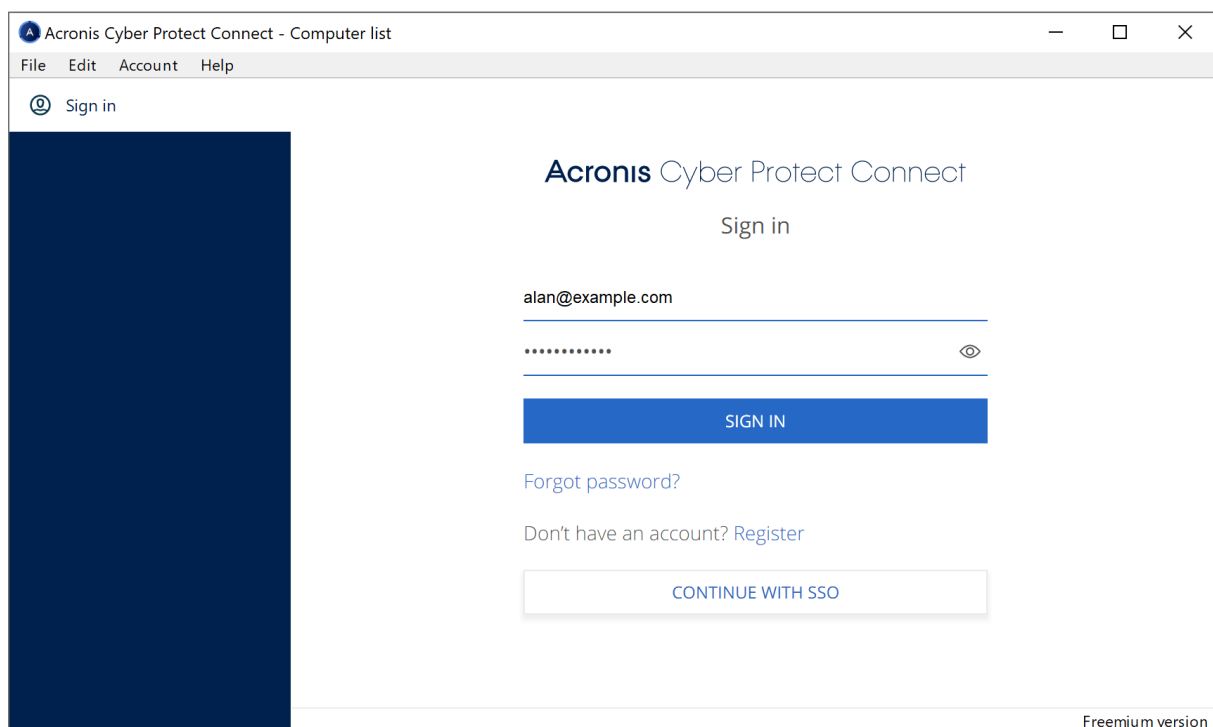 Acronis Cyber Protect Connect - Computer list
File Edit Account Help
Sign in
Acronis Cyber Protect Connect
Sign in
alan@example.com
••••••••••••
SIGN IN
Forgot password?
Don't have an account? Register
CONTINUE WITH SSO
Freemium version